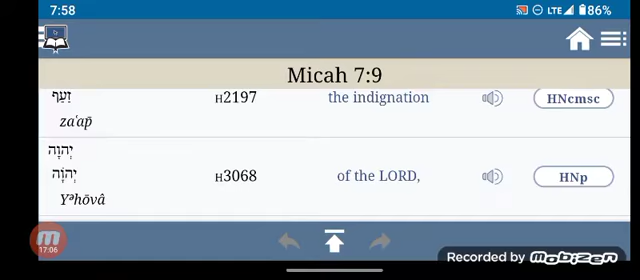 7:58
LTE 86%
Micah 7:9
זַעַף H2197 the indignation HNcmsc
zaʿap̄
יְהוָה
יְהוָֹה H3068 of the LORD, HNp
Yᵊhōvâ
17:06
Recorded by Mobizen